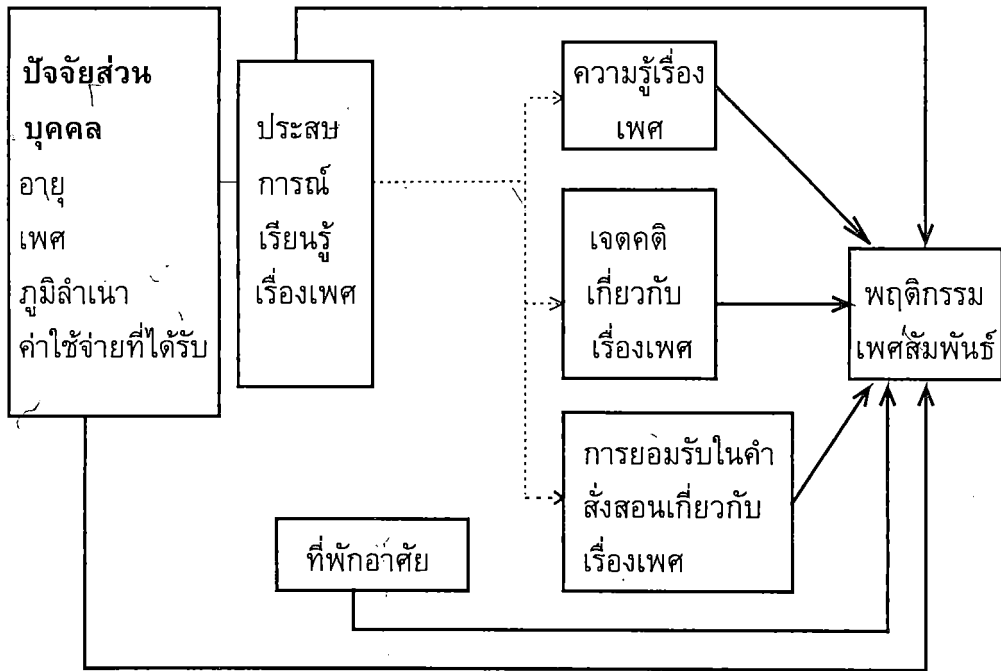 ปัจจัยส่วน
บุคคล
อายุ
เพศ
ภูมิลำเนา
ค่าใช้จ่ายที่ได้รับ
ประสบ
การณ์
เรียนรู้
เรื่องเพศ
ความรู้เรื่อง
เพศ
เจตคติ
เกี่ยวกับ
เรื่องเพศ
การยอมรับในคำ
สั่งสอนเกี่ยวกับ
เรื่องเพศ
ที่พักอาศัย
พฤติกรรม
เพศสัมพันธ์